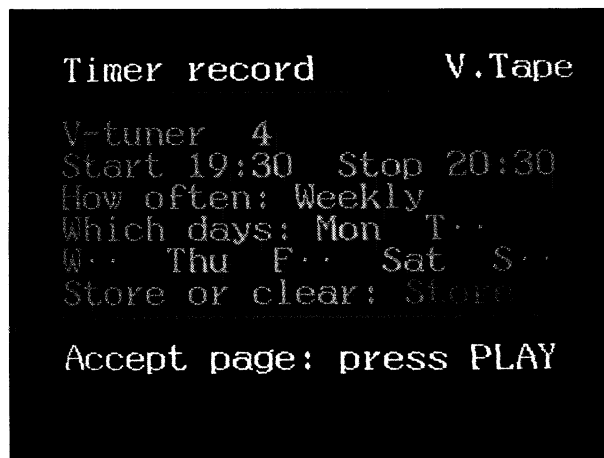 Timer record V.Tape
V-tuner 4
Start 19:30 Stop 20:30
How often: Weekly
Which days: Mon T··
W·· Thu F·· Sat S··
Store or clear: Store
Accept page: press PLAY